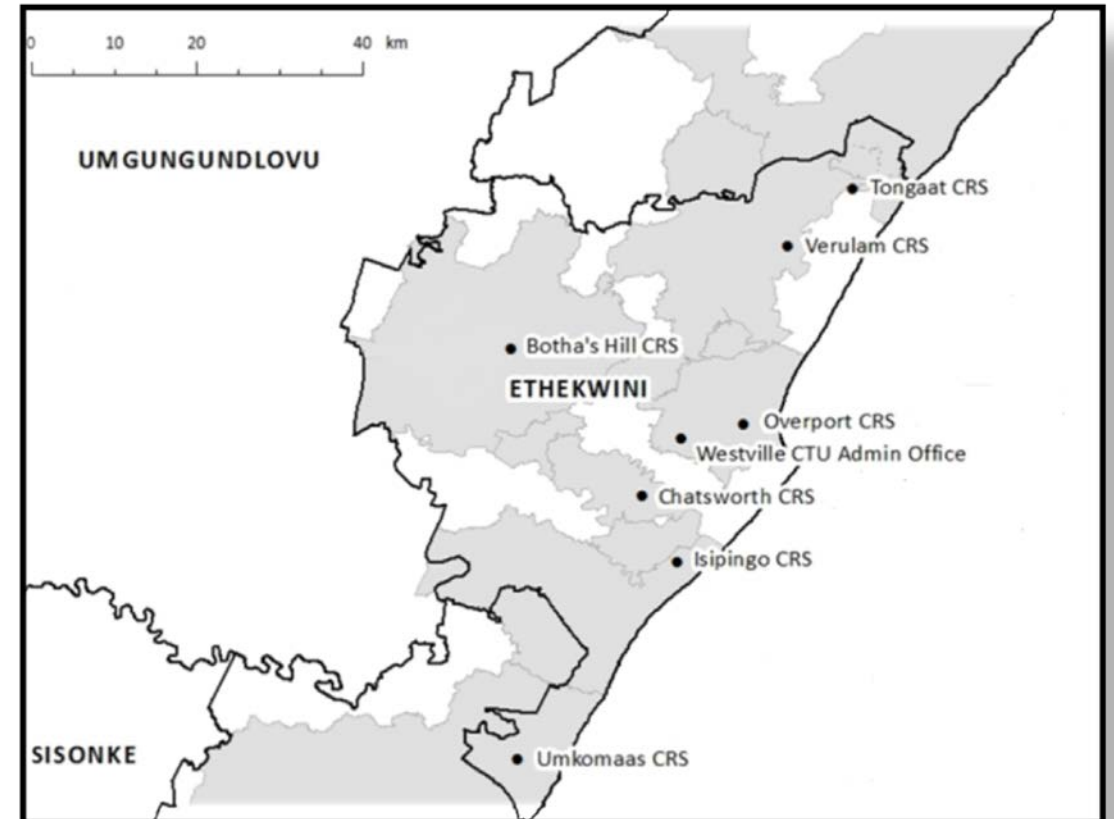 0 10 20 40 km
UMGUNGUNDLOVU
Tongaat CRS
Verulam CRS
Botha's Hill CRS
ETHEKWINI
Overport CRS
Westville CTU Admin Office
Chatsworth CRS
Isipingo CRS
SISONKE
Umkomaas CRS